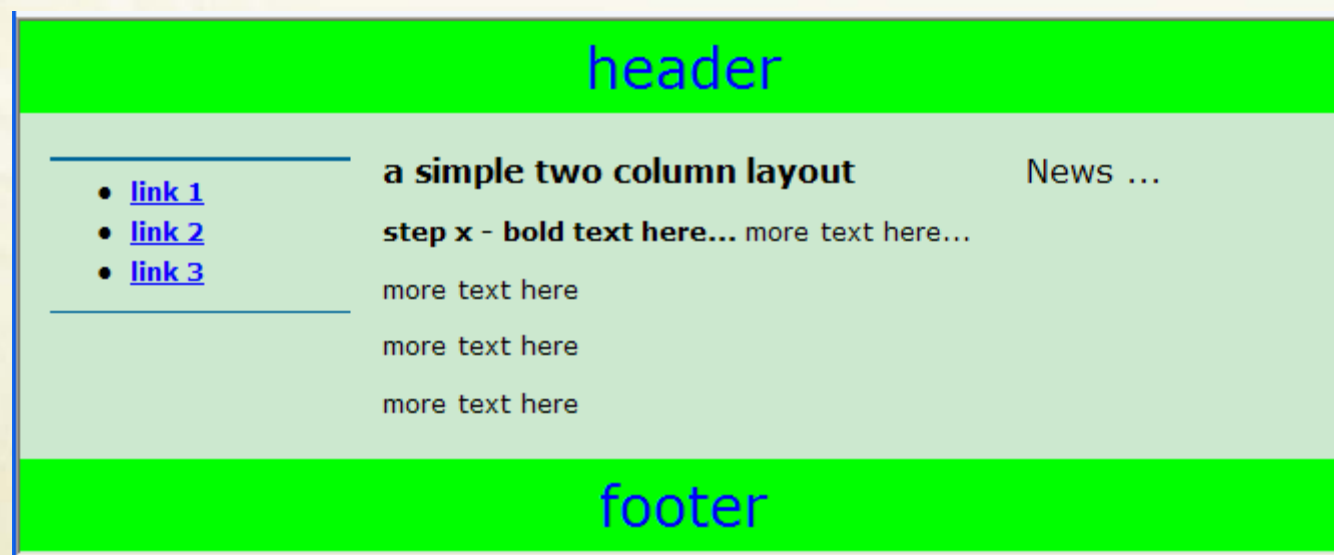 header
link 1
link 2
link 3
a simple two column layout
step x - bold text here... more text here...
more text here
more text here
more text here
News ...
footer